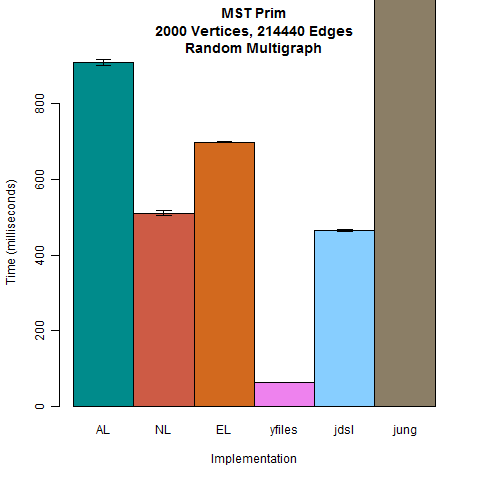 MST Prim
2000 Vertices, 214440 Edges
Random Multigraph
Time (milliseconds)
800
600
400
200
0
AL NL EL yfiles jdsl jung
Implementation